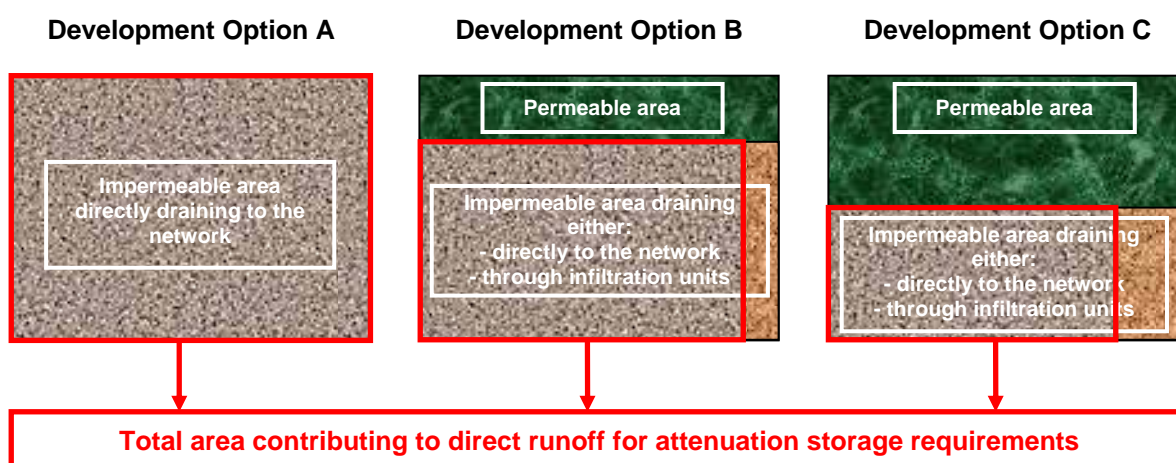 Development Option A
Development Option B
Development Option C
Impermeable area
directly draining to the
network
Permeable area
Impermeable area draining
either:
- directly to the network
- through infiltration units
Permeable area
Impermeable area draining
either:
- directly to the network
- through infiltration units
Total area contributing to direct runoff for attenuation storage requirements